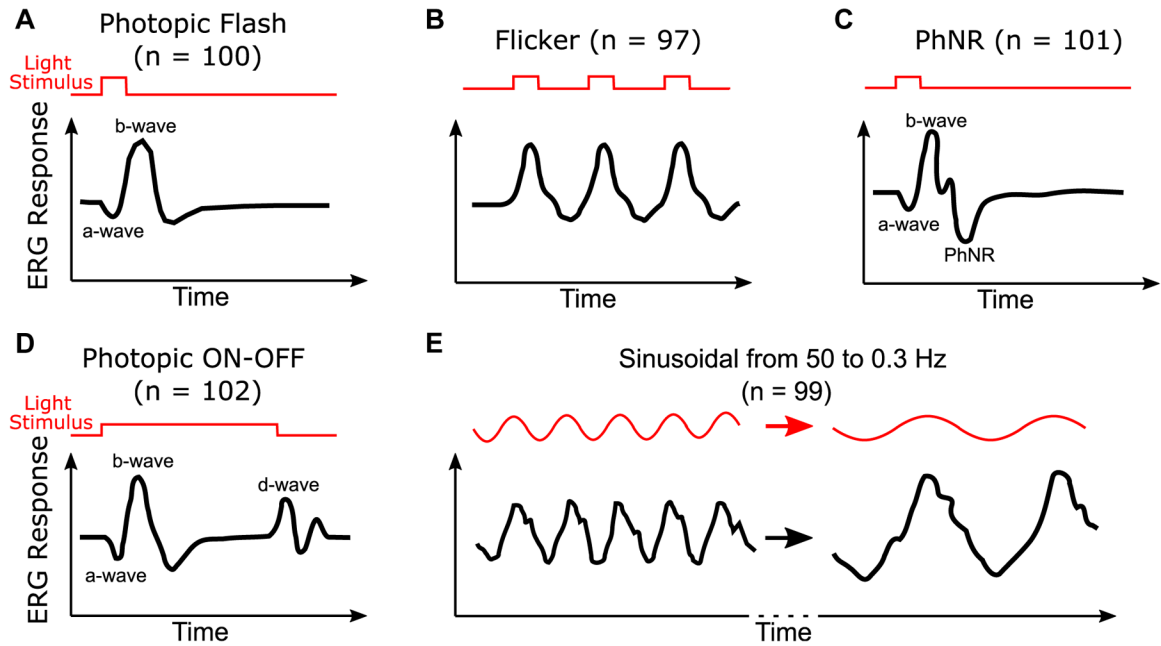 A
Photopic Flash
(n = 100)
Light
Stimulus
b-wave
a-wave
ERG Response
Time
B
Flicker (n = 97)
Time
C
PhNR (n = 101)
b-wave
a-wave
PhNR
Time
D
Photopic ON-OFF
(n = 102)
Light
Stimulus
b-wave
d-wave
a-wave
ERG Response
Time
E
Sinusoidal from 50 to 0.3 Hz
(n = 99)
Time